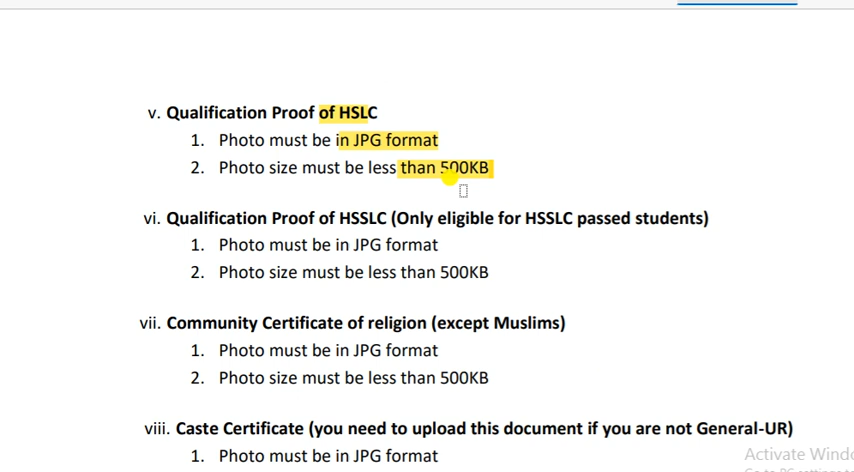 v. Qualification Proof of HSLC
1. Photo must be in JPG format
2. Photo size must be less than 500KB
vi. Qualification Proof of HSSLC (Only eligible for HSSLC passed students)
1. Photo must be in JPG format
2. Photo size must be less than 500KB
vii. Community Certificate of religion (except Muslims)
1. Photo must be in JPG format
2. Photo size must be less than 500KB
viii. Caste Certificate (you need to upload this document if you are not General-UR)
1. Photo must be in JPG format
Activate Windo